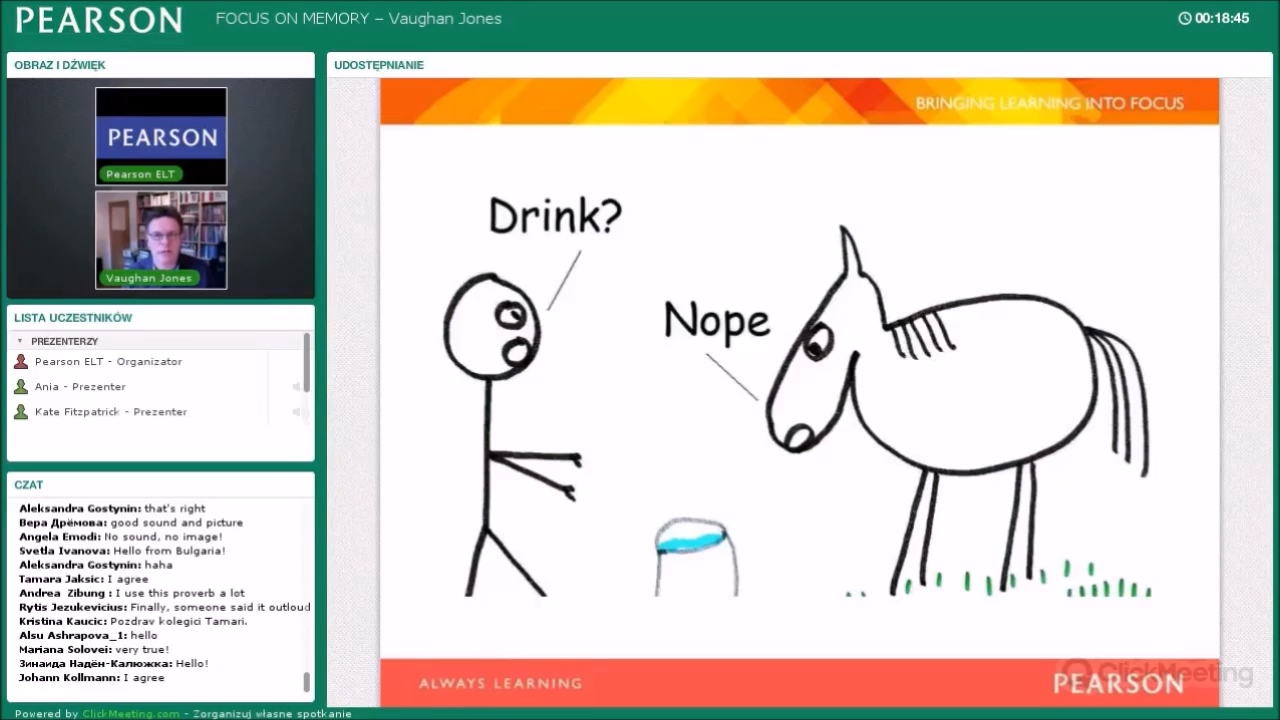 PEARSON
FOCUS ON MEMORY – Vaughan Jones
00:18:45
OBRAZ I DŹWIĘK
PEARSON
Pearson ELT
Vaughan Jones
LISTA UCZESTNIKÓW
PREZENTERZY
Pearson ELT - Organizator
Ania - Prezenter
Kate Fitzpatrick - Prezenter
CZAT
Aleksandra Gostynin: that's right
Вера Дрёмова: good sound and picture
Angela Emodi: No sound, no image!
Svetla Ivanova: Hello from Bulgaria!
Aleksandra Gostynin: haha
Tamara Jaksic: I agree
Andrea Zibung : I use this proverb a lot
Rytis Jezukevicius: Finally, someone said it outloud
Kristina Kaucic: Pozdrav kolegici Tamari.
Alsu Ashrapova_1: hello
Mariana Solovei: very true!
Зинаида Надён-Калюжка: Hello!
Johann Kollmann: I agree
Powered by ClickMeeting.com - Zorganizuj własne spotkanie
UDOSTĘPNIANIE
BRINGING LEARNING INTO FOCUS
Drink?
Nope
ALWAYS LEARNING
PEARSON
ClickMeeting